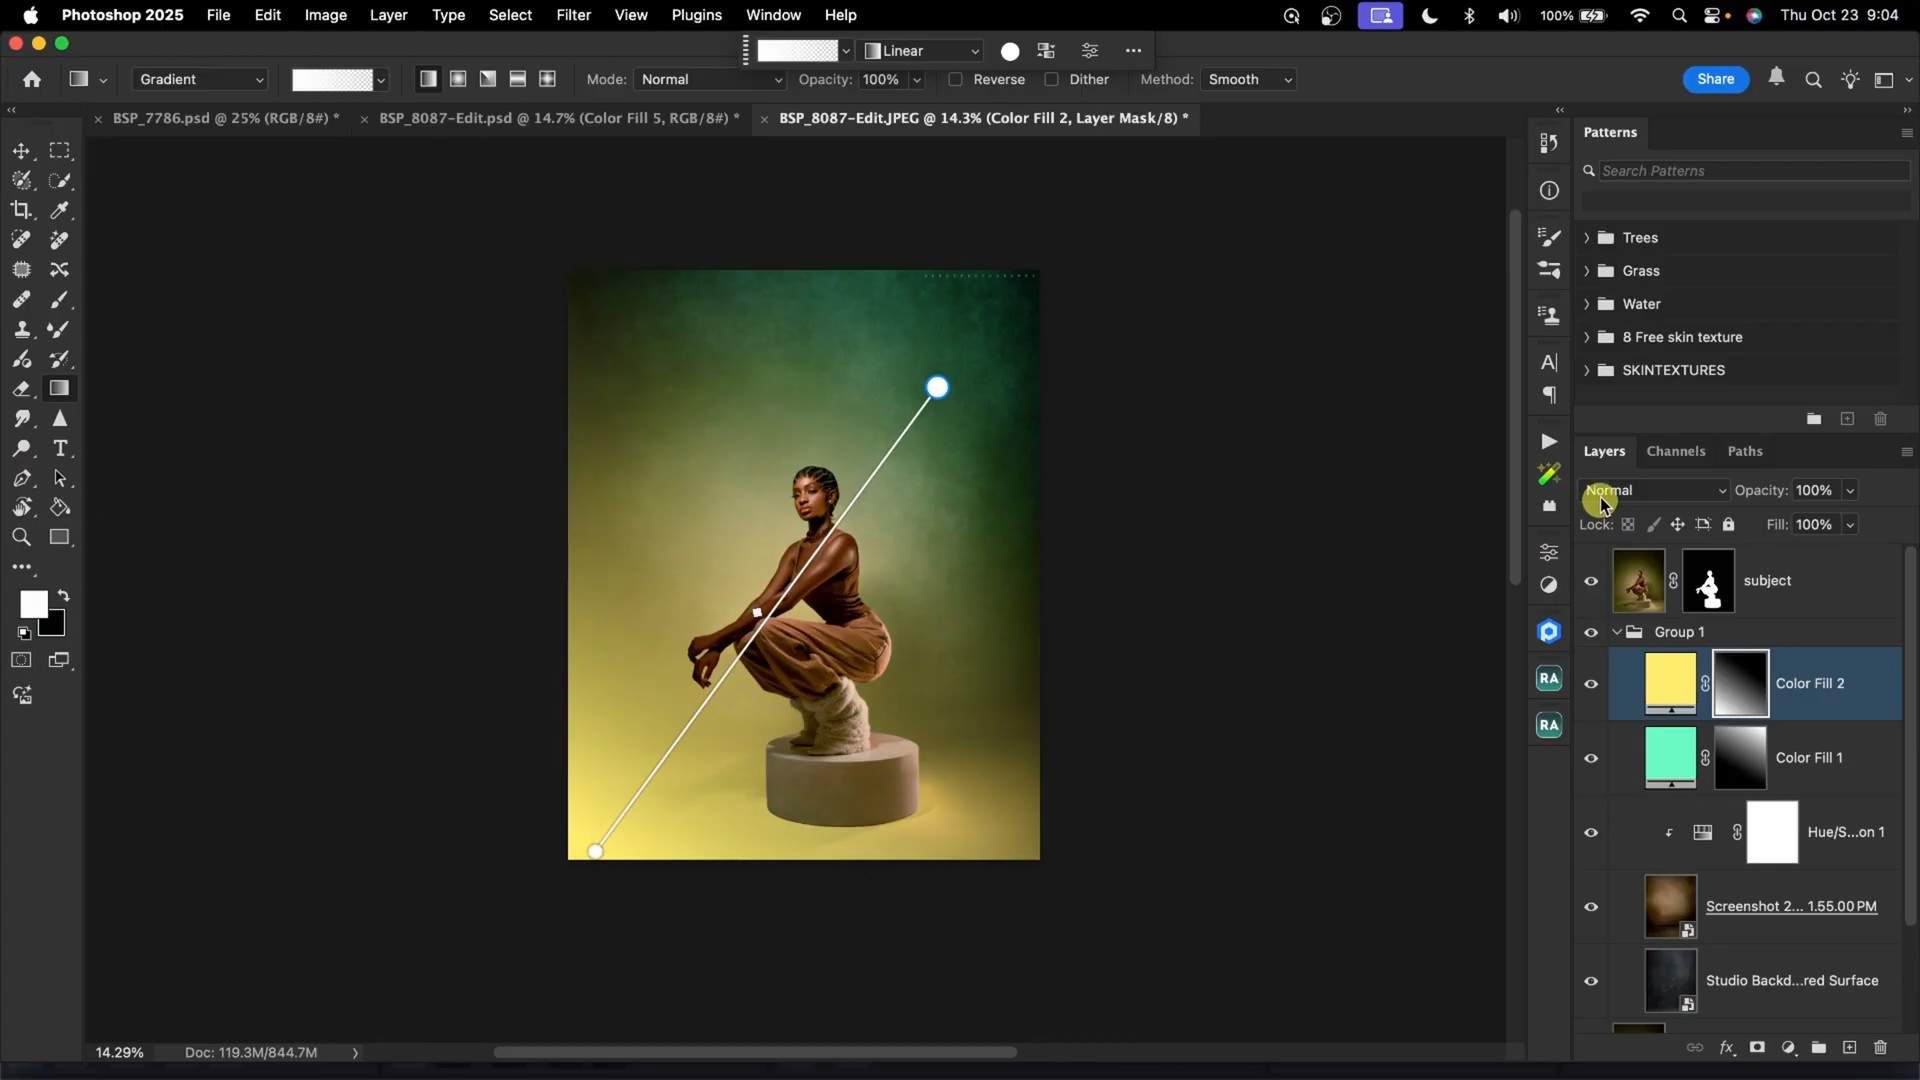 Photoshop 2025 File Edit Image Layer Type Select Filter View Plugins Window Help 100% Thu Oct 23 9:04
Linear
Gradient Mode: Normal Opacity: 100% Reverse Dither Method: Smooth Share
BSP_7786.psd @ 25% (RGB/8#) * BSP_8087-Edit.psd @ 14.7% (Color Fill 5, RGB/8#) * BSP_8087-Edit.JPEG @ 14.3% (Color Fill 2, Layer Mask/8) *
Patterns
Search Patterns
Trees
Grass
Water
8 Free skin texture
SKINTEXTURES
Layers Channels Paths
Normal Opacity: 100%
Lock: Fill: 100%
subject
Group 1
Color Fill 2
Color Fill 1
Hue/S...on 1
Screenshot 2... 1.55.00 PM
Studio Backd...red Surface
RA
RA
14.29% Doc: 119.3M/844.7M